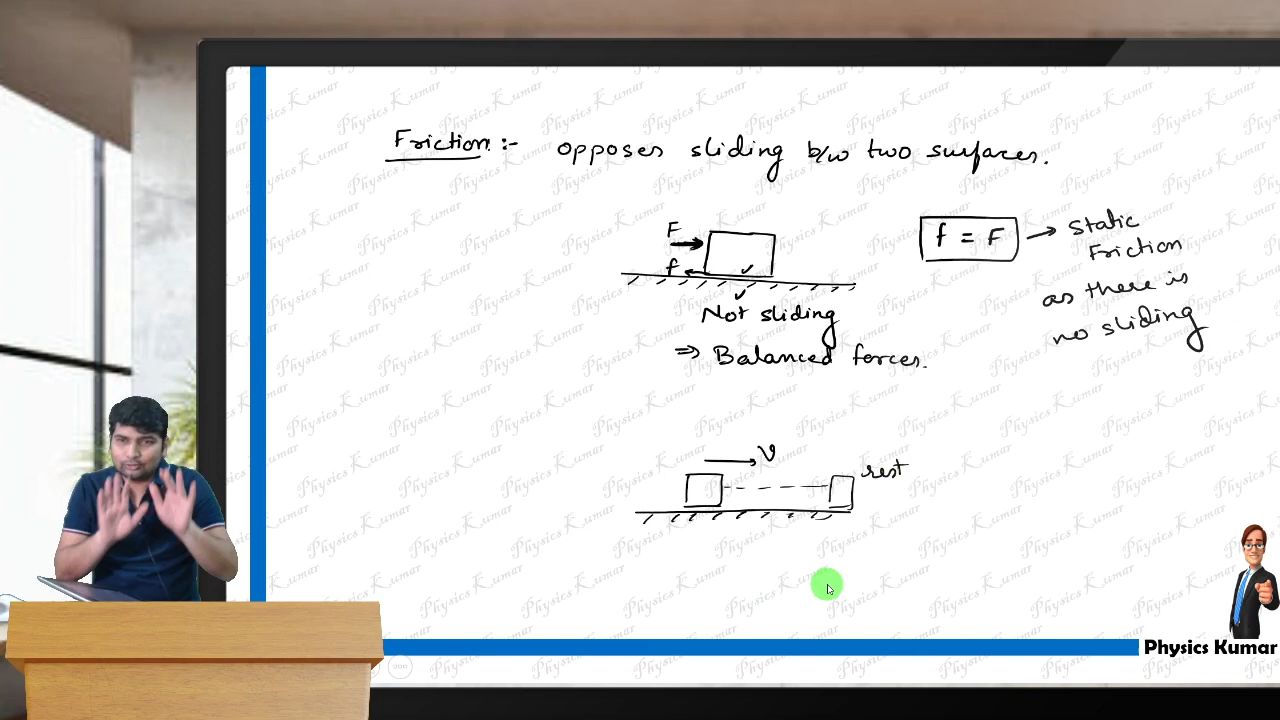 Friction :- opposes sliding b/w two surfaces.
F
f
Not sliding
⇒ Balanced forces.
f = F → static
Friction
as there is
no sliding
v
rest
Physics Kumar